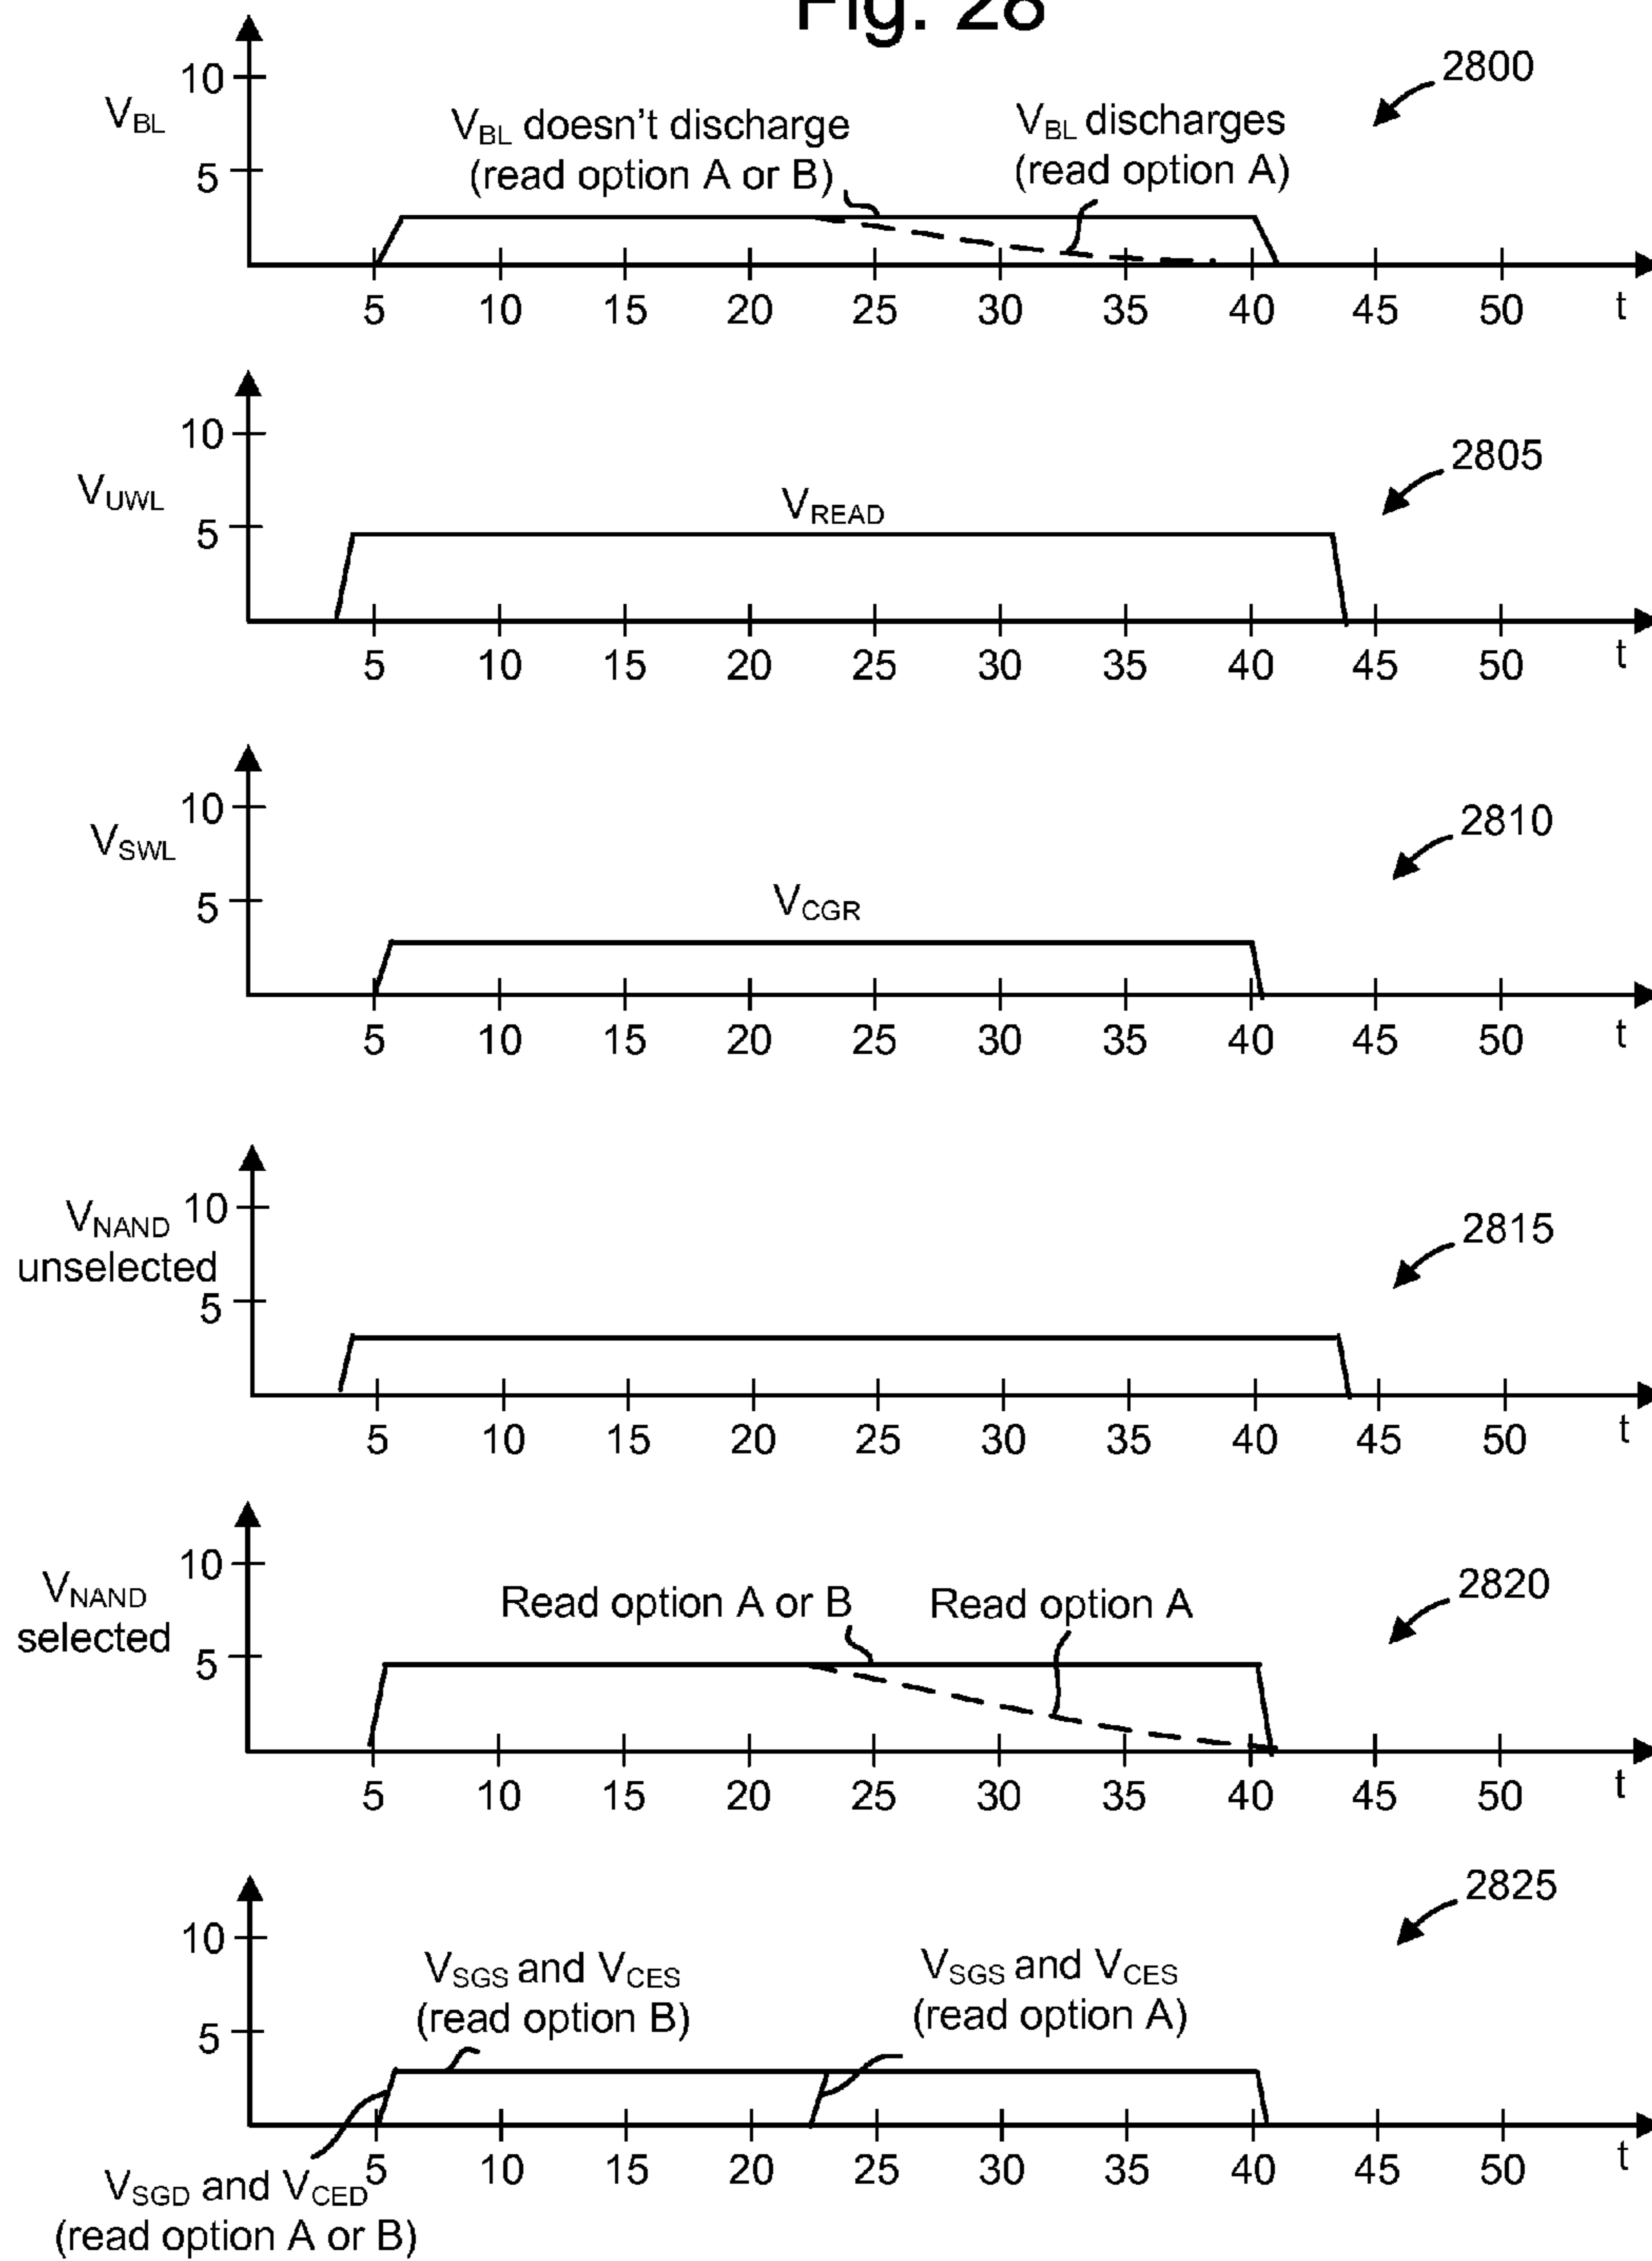 Fig. 28
2800
10
V_BL
5
V_BL doesn't discharge
(read option A or B)
V_BL discharges
(read option A)
5 10 15 20 25 30 35 40 45 50 t
2805
10
V_UWL
5
V_READ
5 10 15 20 25 30 35 40 45 50 t
2810
10
V_SWL
5
V_CGR
5 10 15 20 25 30 35 40 45 50 t
2815
V_NAND
unselected
10
5
5 10 15 20 25 30 35 40 45 50 t
2820
V_NAND
selected
10
5
Read option A or B
Read option A
5 10 15 20 25 30 35 40 45 50 t
2825
10
5
V_SGS and V_CES
(read option B)
V_SGS and V_CES
(read option A)
5 10 15 20 25 30 35 40 45 50 t
V_SGD and V_CED
(read option A or B)